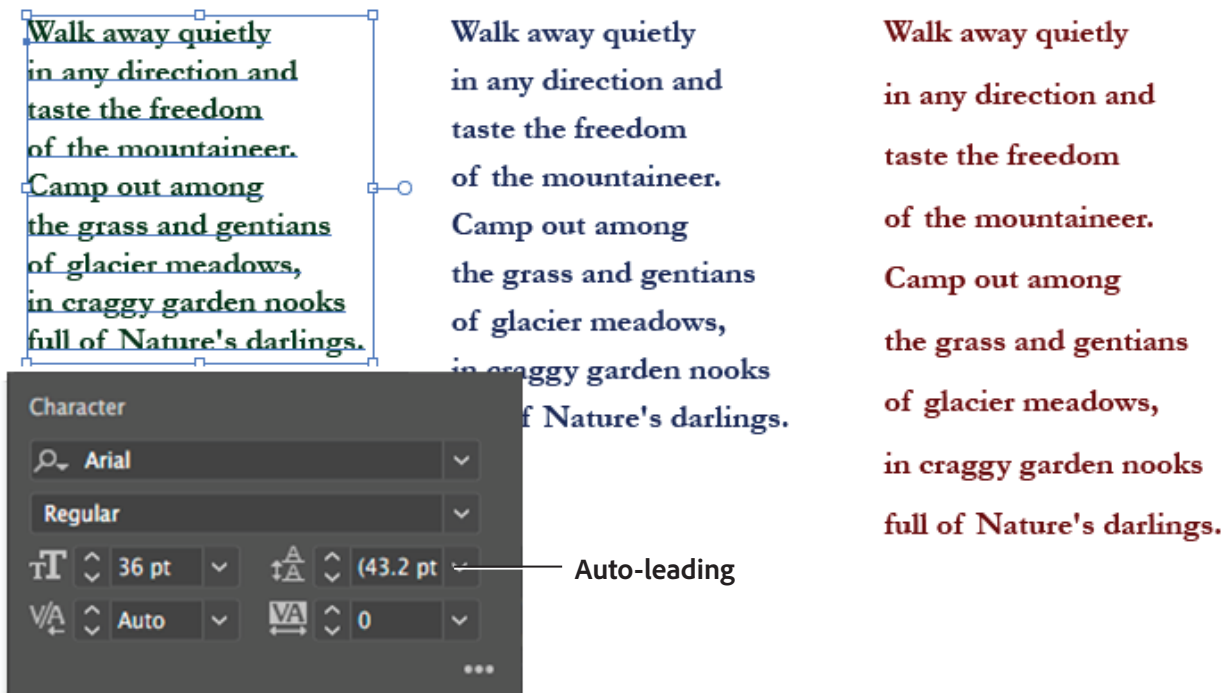 Walk away quietly
in any direction and
taste the freedom
of the mountaineer.
Camp out among
the grass and gentians
of glacier meadows,
in craggy garden nooks
full of Nature's darlings.
Walk away quietly
in any direction and
taste the freedom
of the mountaineer.
Camp out among
the grass and gentians
of glacier meadows,
in craggy garden nooks
f Nature's darlings.
Walk away quietly
in any direction and
taste the freedom
of the mountaineer.
Camp out among
the grass and gentians
of glacier meadows,
in craggy garden nooks
full of Nature's darlings.
Character
Arial
Regular
36 pt
(43.2 pt
Auto-leading
Auto
0